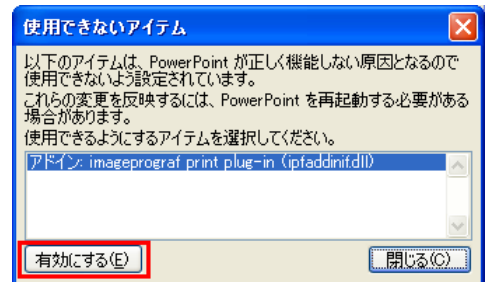 使用できないアイテム
以下のアイテムは、PowerPoint が正しく機能しない原因となるので
使用できないよう設定されています。
これらの変更を反映するには、PowerPoint を再起動する必要がある
場合があります。
使用できるようにするアイテムを選択してください。
アドイン: imageprograf print plug-in (ipfaddinif.dll)
有効にする(E) 閉じる(C)